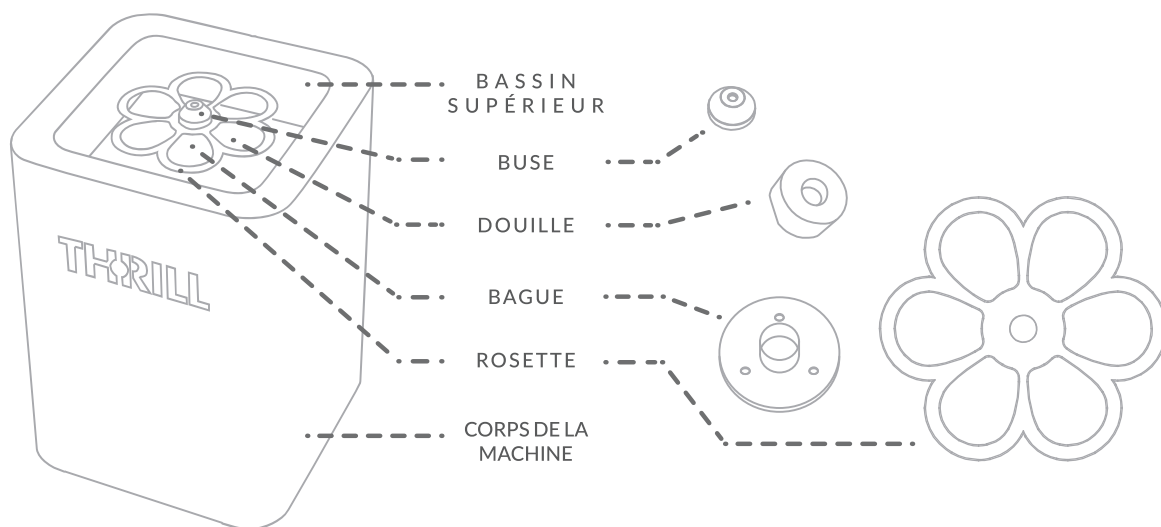 BASSIN
SUPÉRIEUR
BUSE
DOUILLE
THRILL
BAGUE
ROSETTE
CORPS DE LA
MACHINE